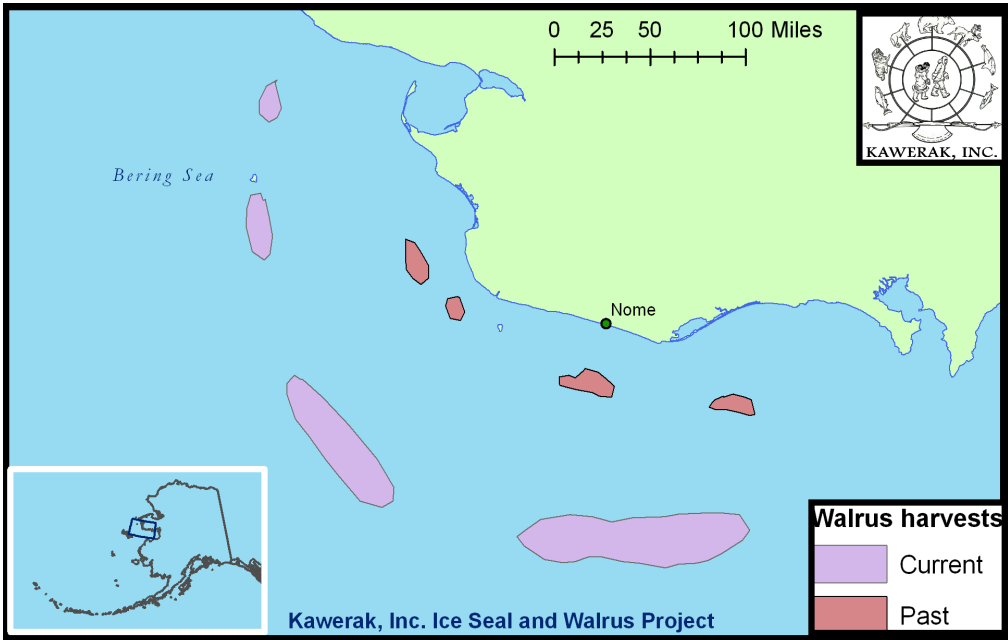 0 25 50 100 Miles
KAWERAK, INC.
Bering Sea
Nome
Walrus harvests
Current
Past
Kawerak, Inc. Ice Seal and Walrus Project